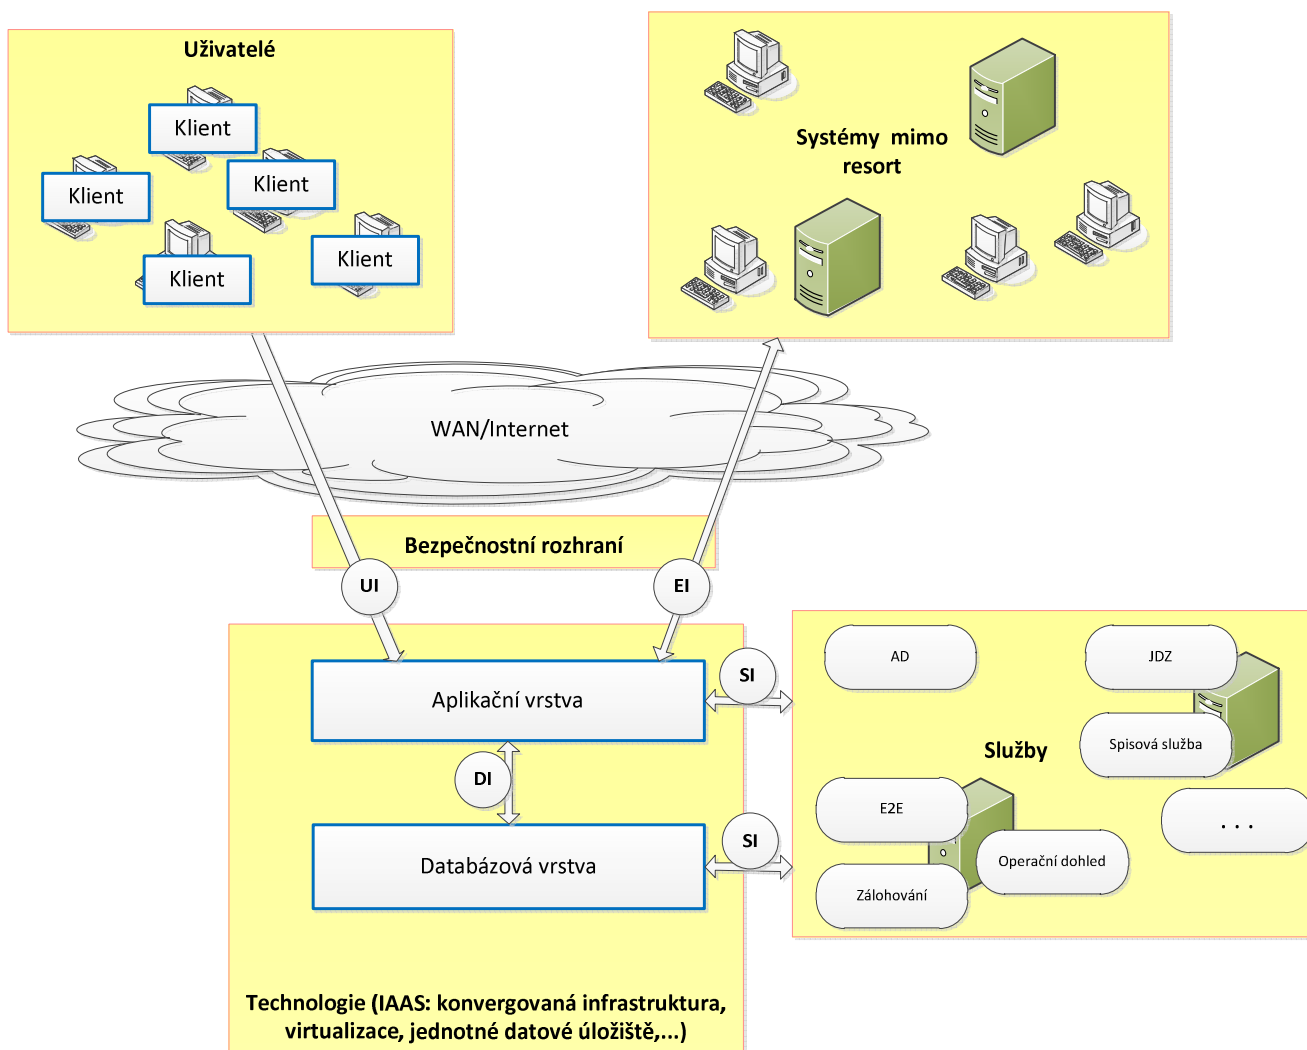 Uživatelé
Klient
Klient
Klient
Klient
Klient
Systémy mimo
resort
WAN/Internet
Bezpečnostní rozhraní
UI
EI
Aplikační vrstva
SI
DI
Databázová vrstva
SI
Technologie (IAAS: konvergovaná infrastruktura,
virtualizace, jednotné datové úložiště,...)
AD
JDZ
Spisová služba
Služby
E2E
. . .
Operační dohled
Zálohování